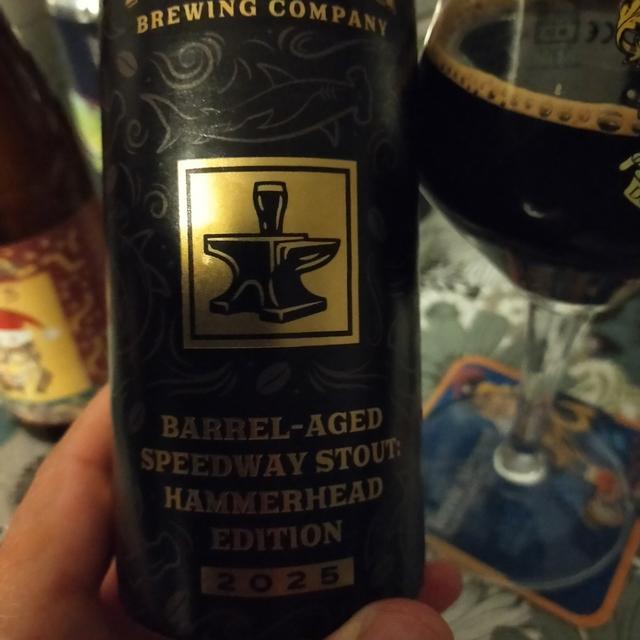 BREWING COMPANY
BARREL-AGED
SPEEDWAY STOUT:
HAMMERHEAD
EDITION
2025